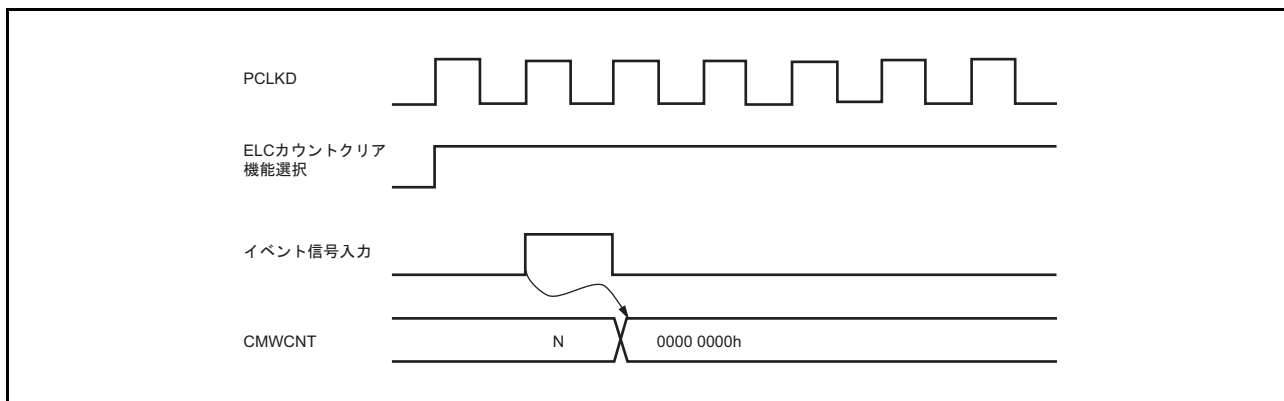 PCLKD
ELCカウントクリア
機能選択
イベント信号入力
CMWCNT
N
0000 0000h